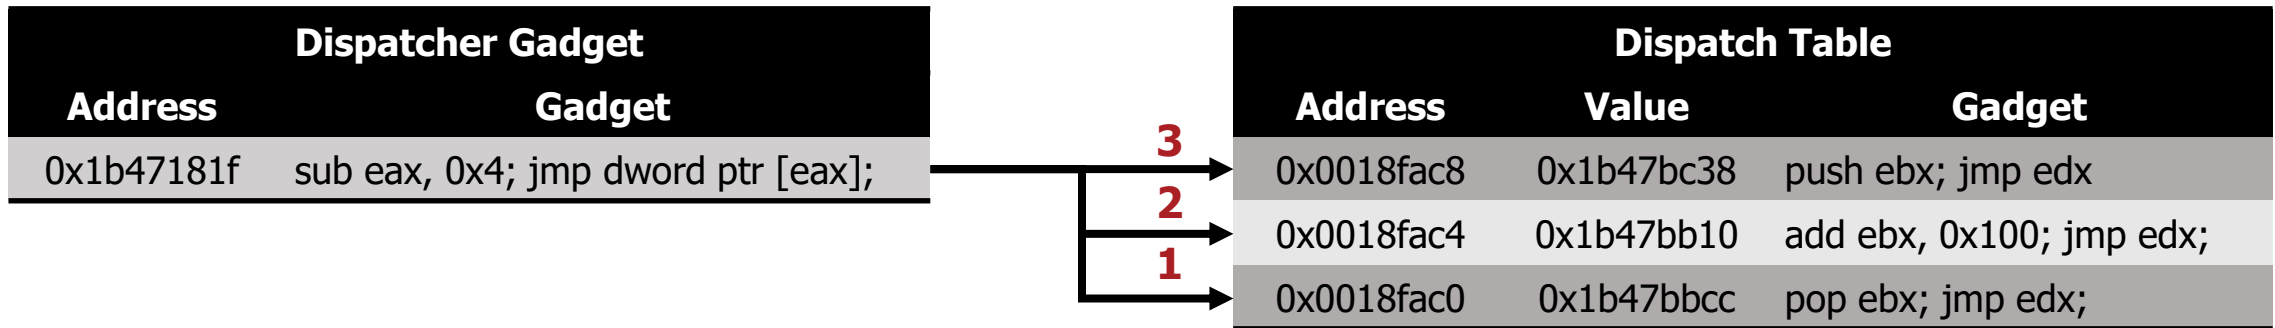 Dispatcher Gadget
Address Gadget
0x1b47181f sub eax, 0x4; jmp dword ptr [eax];
3
2
1
Dispatch Table
Address Value Gadget
0x0018fac8 0x1b47bc38 push ebx; jmp edx
0x0018fac4 0x1b47bb10 add ebx, 0x100; jmp edx;
0x0018fac0 0x1b47bbcc pop ebx; jmp edx;